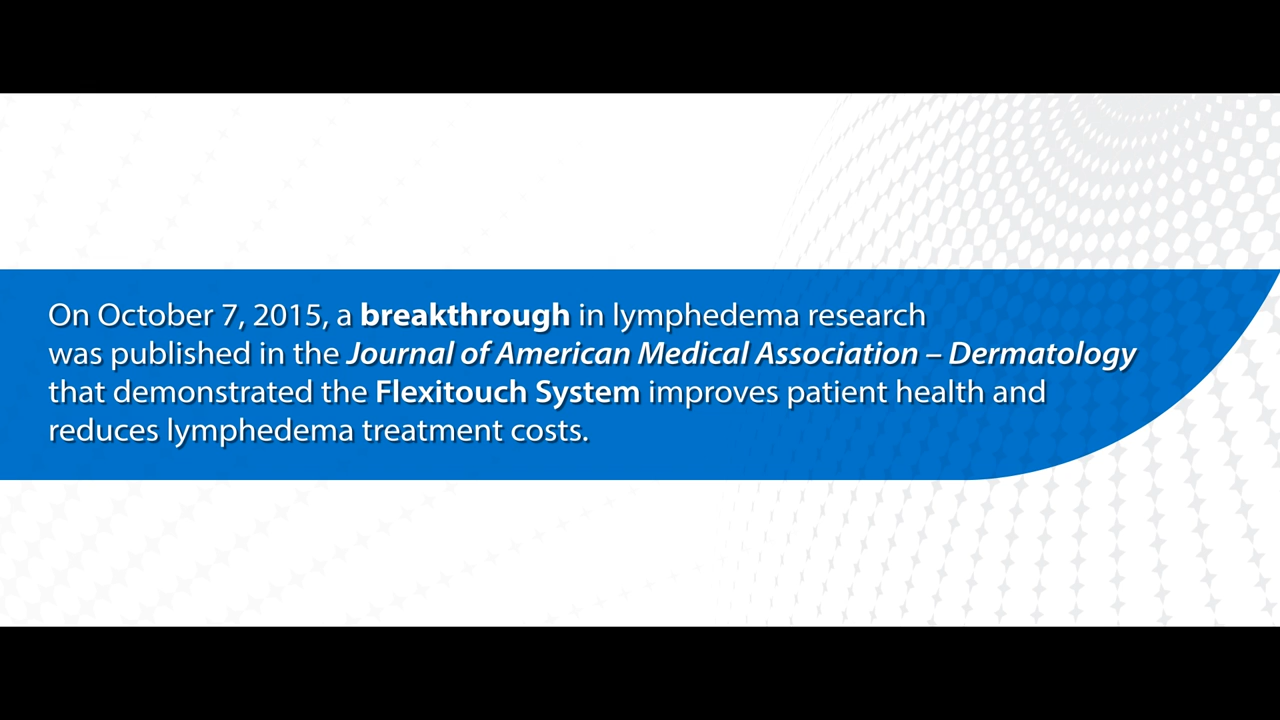 On October 7, 2015, a breakthrough in lymphedema research
was published in the Journal of American Medical Association – Dermatology
that demonstrated the Flexitouch System improves patient health and
reduces lymphedema treatment costs.